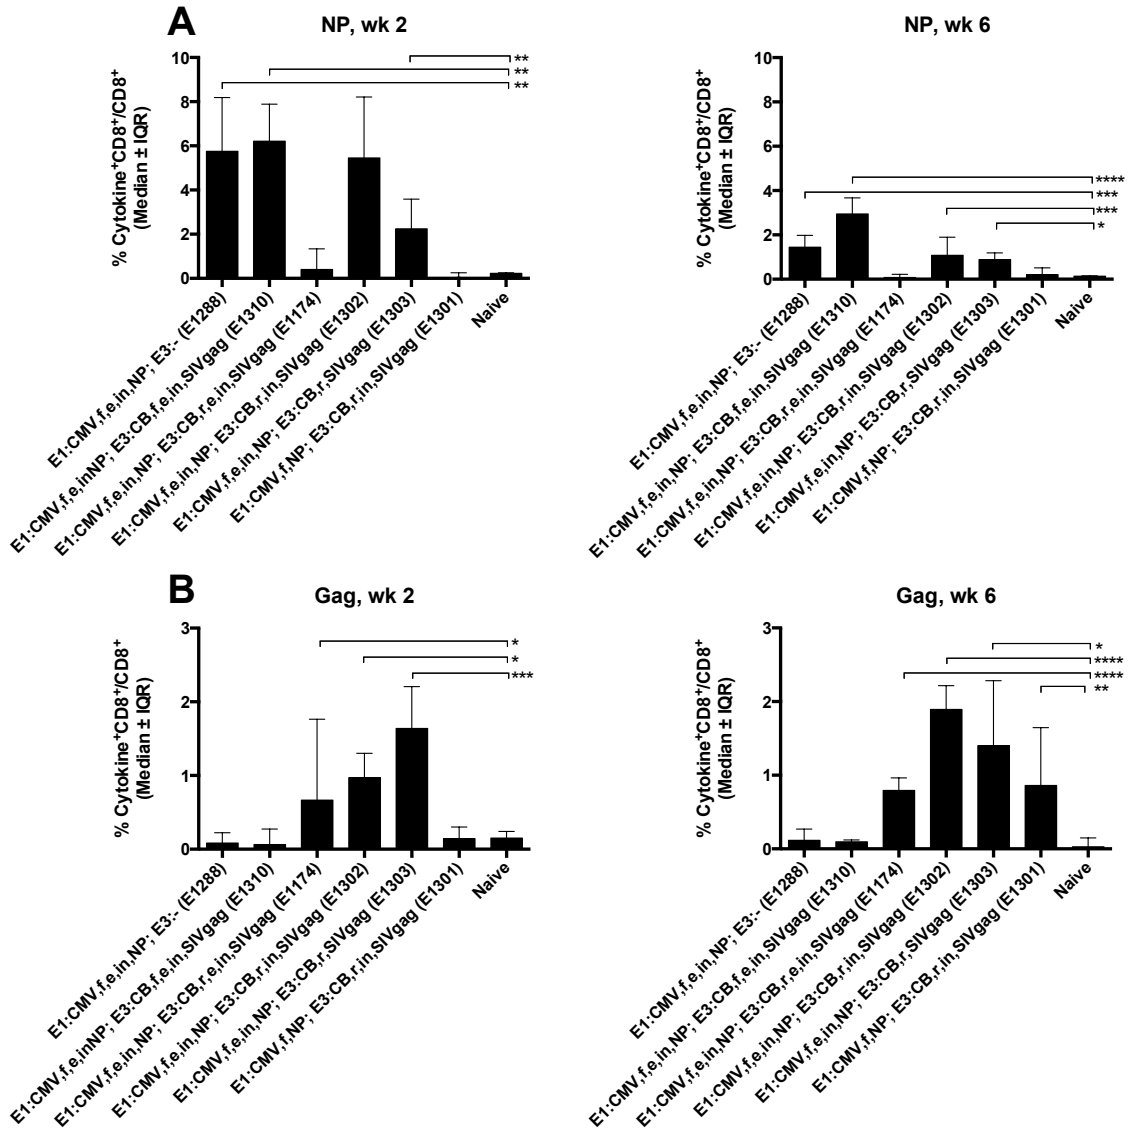 A
NP, wk 2
% Cytokine⁺CD8⁺/CD8⁺
(Median ± IQR)
10
8
6
4
2
0
**
**
**
E1:CMV,f,e,in,NP; E3:- (E1288)
E1:CMV,f,e,inNP; E3:CB,f,e,in,SIVgag (E1310)
E1:CMV,f,e,in,NP; E3:CB,r,e,in,SIVgag (E1174)
E1:CMV,f,e,in,NP; E3:CB,r,in,SIVgag (E1302)
E1:CMV,f,e,in,NP; E3:CB,r,SIVgag (E1303)
E1:CMV,f,NP; E3:CB,r,in,SIVgag (E1301)
Naive
NP, wk 6
% Cytokine⁺CD8⁺/CD8⁺
(Median ± IQR)
10
8
6
4
2
0
****
***
***
*
E1:CMV,f,e,in,NP; E3:- (E1288)
E1:CMV,f,e,in,NP; E3:CB,f,e,in,SIVgag (E1310)
E1:CMV,f,e,in,NP; E3:CB,r,e,in,SIVgag (E1174)
E1:CMV,f,e,in,NP; E3:CB,r,in,SIVgag (E1302)
E1:CMV,f,e,in,NP; E3:CB,r,SIVgag (E1303)
E1:CMV,f,NP; E3:CB,r,in,SIVgag (E1301)
Naive
B
Gag, wk 2
% Cytokine⁺CD8⁺/CD8⁺
(Median ± IQR)
3
2
1
0
*
*
***
E1:CMV,f,e,in,NP; E3:- (E1288)
E1:CMV,f,e,inNP; E3:CB,f,e,in,SIVgag (E1310)
E1:CMV,f,e,in,NP; E3:CB,r,e,in,SIVgag (E1174)
E1:CMV,f,e,in,NP; E3:CB,r,in,SIVgag (E1302)
E1:CMV,f,e,in,NP; E3:CB,r,SIVgag (E1303)
E1:CMV,f,NP; E3:CB,r,in,SIVgag (E1301)
Naive
Gag, wk 6
% Cytokine⁺CD8⁺/CD8⁺
(Median ± IQR)
3
2
1
0
*
****
****
**
E1:CMV,f,e,in,NP; E3:- (E1288)
E1:CMV,f,e,in,NP; E3:CB,f,e,in,SIVgag (E1310)
E1:CMV,f,e,in,NP; E3:CB,r,e,in,SIVgag (E1174)
E1:CMV,f,e,in,NP; E3:CB,r,in,SIVgag (E1302)
E1:CMV,f,e,in,NP; E3:CB,r,SIVgag (E1303)
E1:CMV,f,NP; E3:CB,r,in,SIVgag (E1301)
Naive